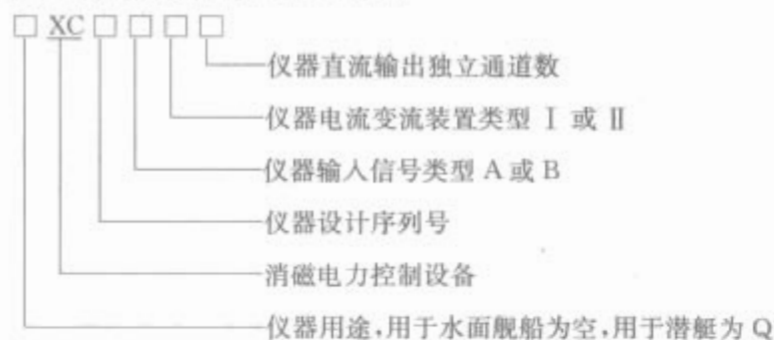 □ XC □ □ □ □
仪器直流输出独立通道数
仪器电流变流装置类型 Ⅰ 或 Ⅱ
仪器输入信号类型 A 或 B
仪器设计序列号
消磁电力控制设备
仪器用途,用于水面舰船为空,用于潜艇为 Q